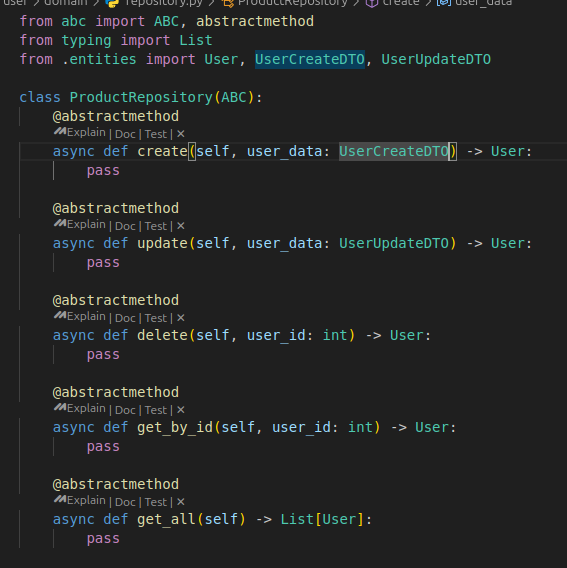 user > domain > repository.py > ProductRepository > create > user_data
from abc import ABC, abstractmethod
from typing import List
from .entities import User, UserCreateDTO, UserUpdateDTO
class ProductRepository(ABC):
@abstractmethod
Explain | Doc | Test | ×
async def create(self, user_data: UserCreateDTO) -> User:
pass
@abstractmethod
Explain | Doc | Test | ×
async def update(self, user_data: UserUpdateDTO) -> User:
pass
@abstractmethod
Explain | Doc | Test | ×
async def delete(self, user_id: int) -> User:
pass
@abstractmethod
Explain | Doc | Test | ×
async def get_by_id(self, user_id: int) -> User:
pass
@abstractmethod
Explain | Doc | Test | ×
async def get_all(self) -> List[User]:
pass